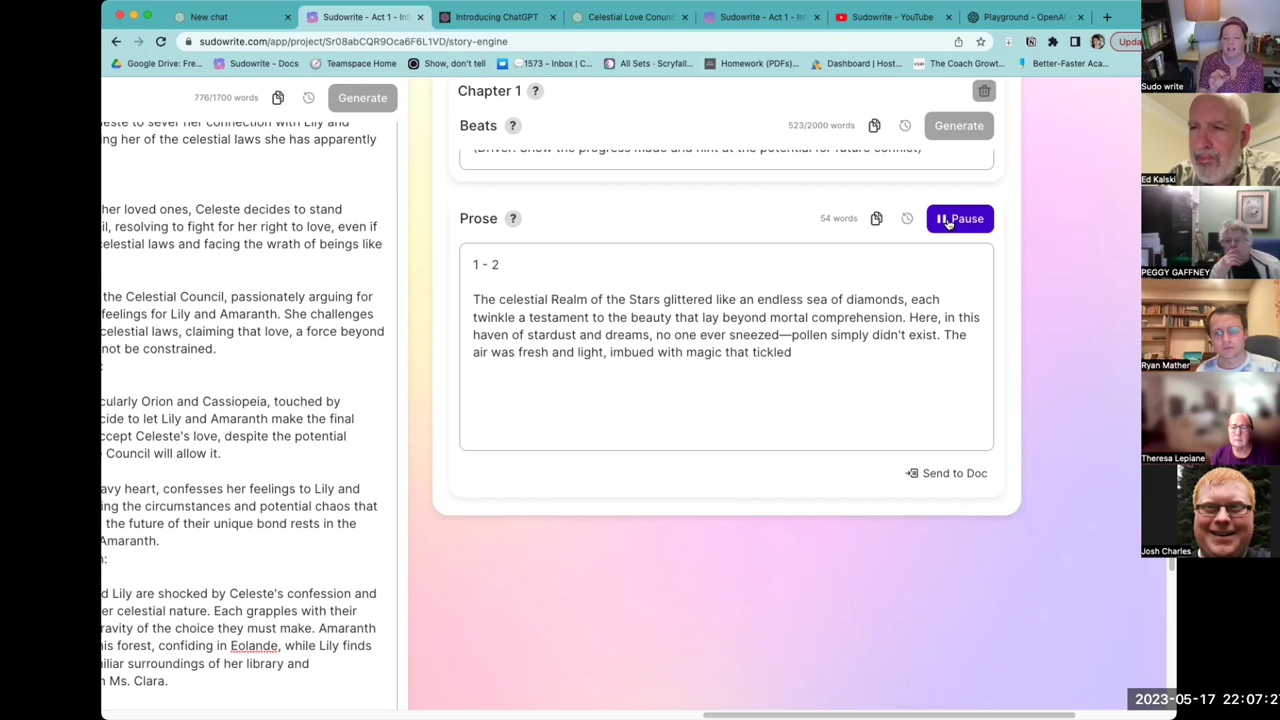 New chat
Sudowrite - Act 1 - Int
Introducing ChatGPT
Celestial Love Conun
Sudowrite - Act 1 - Int
Sudowrite - YouTube
Playground - OpenAI
sudowrite.com/app/project/Sr08abCQR9Oca6F6L1VD/story-engine
Upda
Google Drive: Fre...
Sudowrite - Docs
Teamspace Home
Show, don't tell
1573 - Inbox | C...
All Sets · Scryfall...
Homework (PDFs)...
Dashboard | Host...
The Coach Growt...
Better-Faster Aca...
776/1700 words
Generate
Chapter 1
Beats
523/2000 words
Generate
Prose
54 words
Pause
1 - 2
The celestial Realm of the Stars glittered like an endless sea of diamonds, each
twinkle a testament to the beauty that lay beyond mortal comprehension. Here, in this
haven of stardust and dreams, no one ever sneezed—pollen simply didn't exist. The
air was fresh and light, imbued with magic that tickled
Send to Doc
este to sever her connection with Lily and
ng her of the celestial laws she has apparently
her loved ones, Celeste decides to stand
il, resolving to fight for her right to love, even if
celestial laws and facing the wrath of beings like
the Celestial Council, passionately arguing for
feelings for Lily and Amaranth. She challenges
celestial laws, claiming that love, a force beyond
not be constrained.
cularly Orion and Cassiopeia, touched by
cide to let Lily and Amaranth make the final
ccept Celeste's love, despite the potential
Council will allow it.
avy heart, confesses her feelings to Lily and
ing the circumstances and potential chaos that
the future of their unique bond rests in the
Amaranth.
d Lily are shocked by Celeste's confession and
er celestial nature. Each grapples with their
ravity of the choice they must make. Amaranth
his forest, confiding in Eolande, while Lily finds
miliar surroundings of her library and
n Ms. Clara.
Sudo write
Ed Kalski
PEGGY GAFFNEY
Ryan Mather
Theresa Lepiane
Josh Charles
2023-05-17 22:07:2